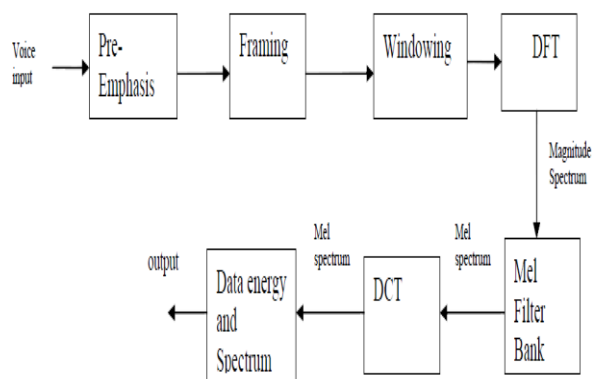 Voice
input
Pre-
Emphasis
Framing
Windowing
DFT
Magnitude
Spectrum
Mel
Filter
Bank
Mel
spectrum
DCT
Mel
spectrum
Data energy
and
Spectrum
output